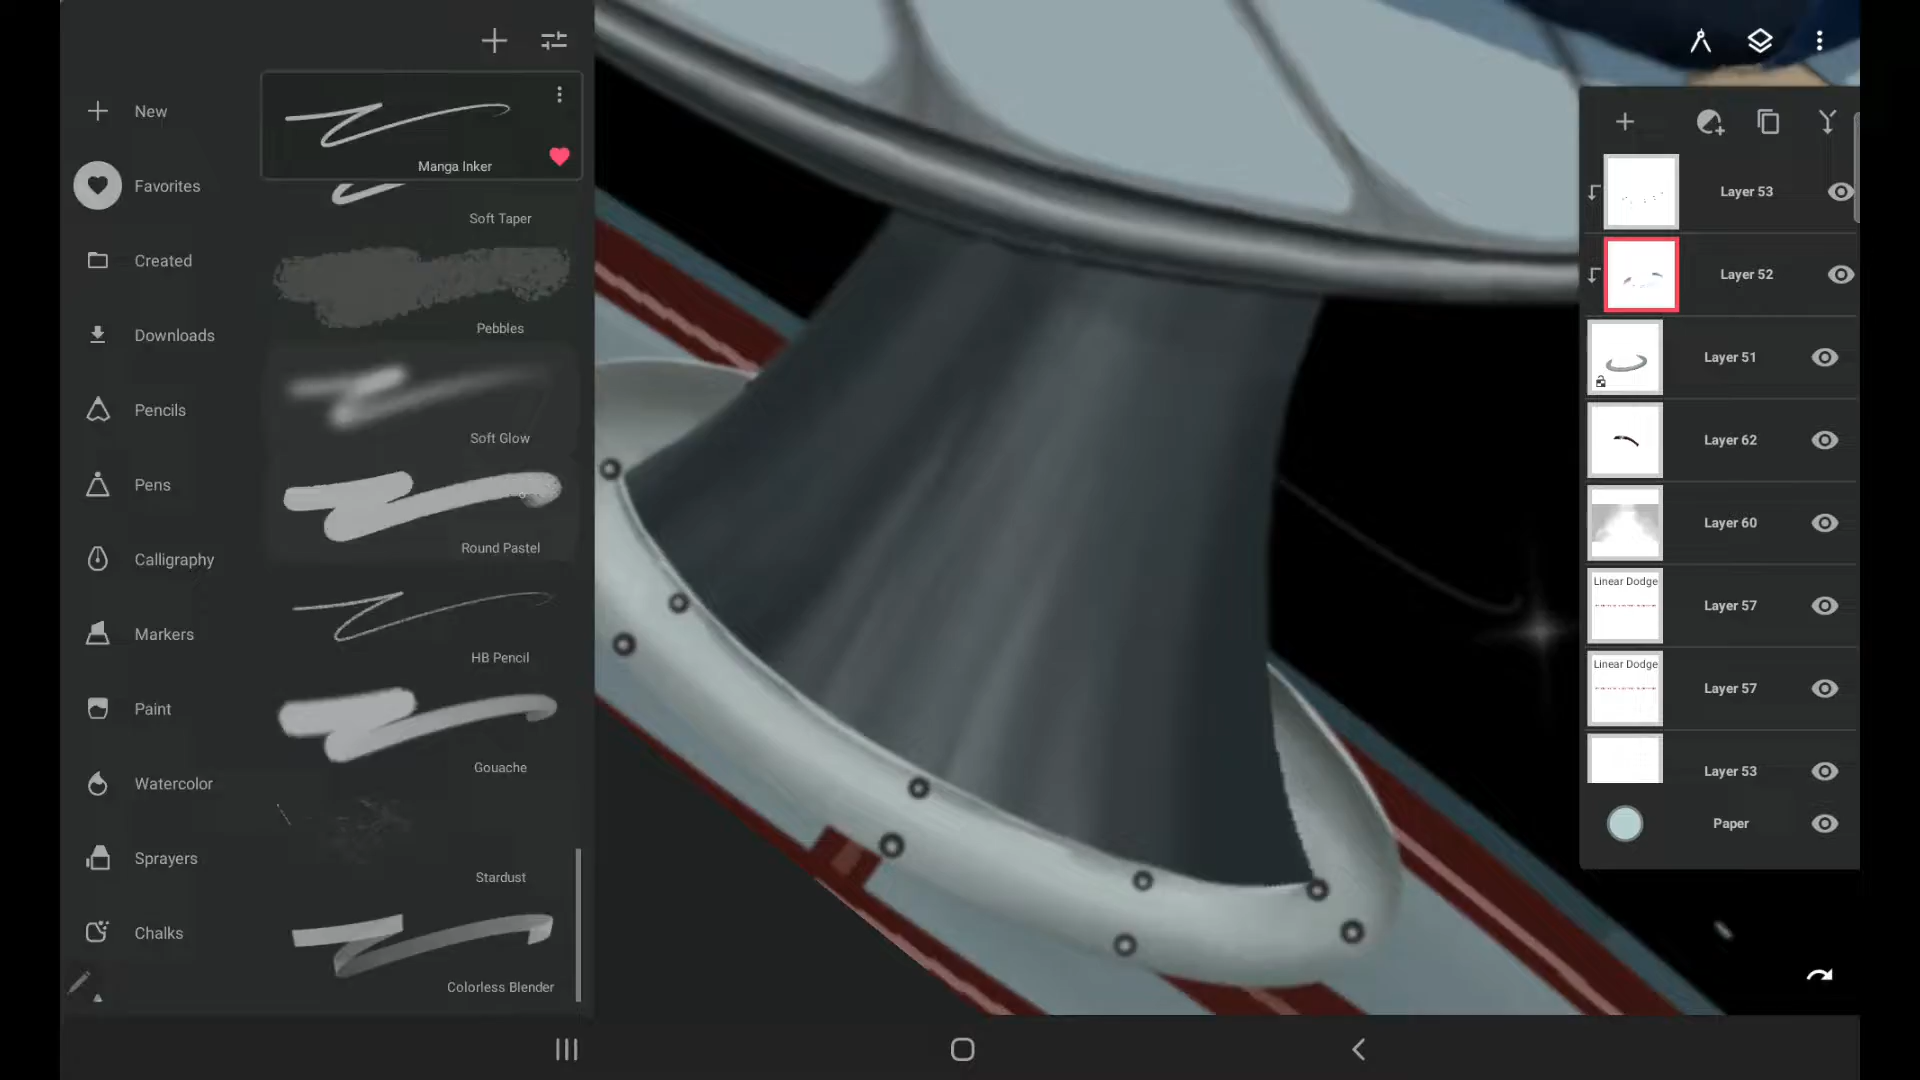 New
Favorites
Created
Downloads
Pencils
Pens
Calligraphy
Markers
Paint
Watercolor
Sprayers
Chalks
Manga Inker
Soft Taper
Pebbles
Soft Glow
Round Pastel
HB Pencil
Gouache
Stardust
Colorless Blender
Layer 53
Layer 52
Layer 51
Layer 62
Layer 60
Linear Dodge
Layer 57
Linear Dodge
Layer 57
Layer 53
Paper